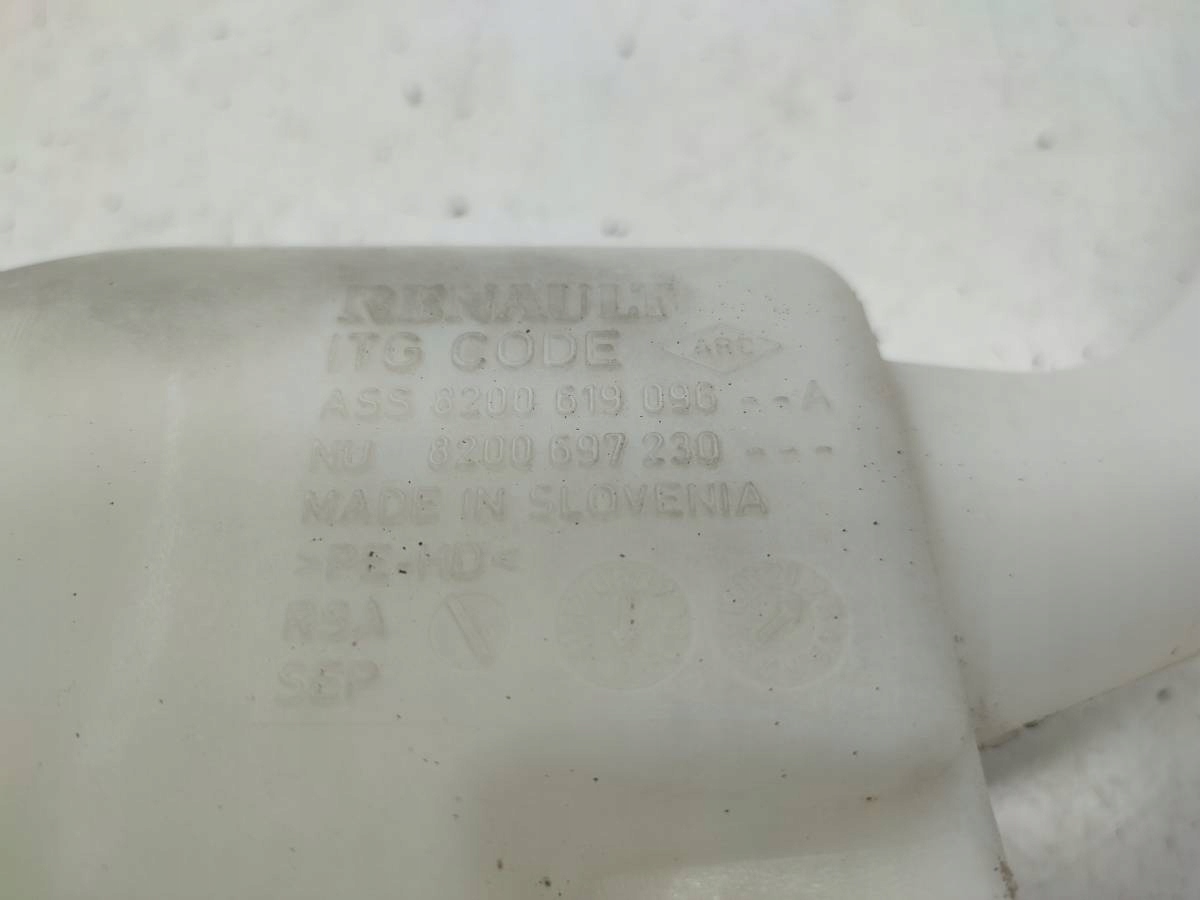 RENAULT
ITG CODE ARC
ASS 8200 619 096 --A
NU 8200 697 230 ---
MADE IN SLOVENIA
>PE-HD<
RSA
SEP